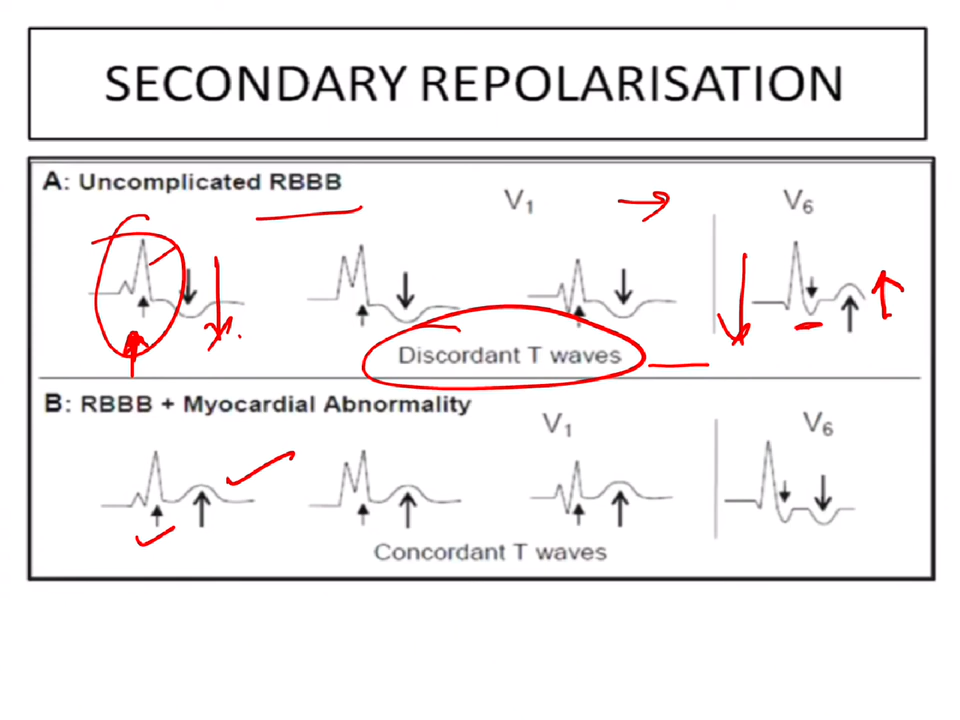 SECONDARY REPOLARISATION
A: Uncomplicated RBBB
V1
V6
Discordant T waves
B: RBBB + Myocardial Abnormality
V1
V6
Concordant T waves